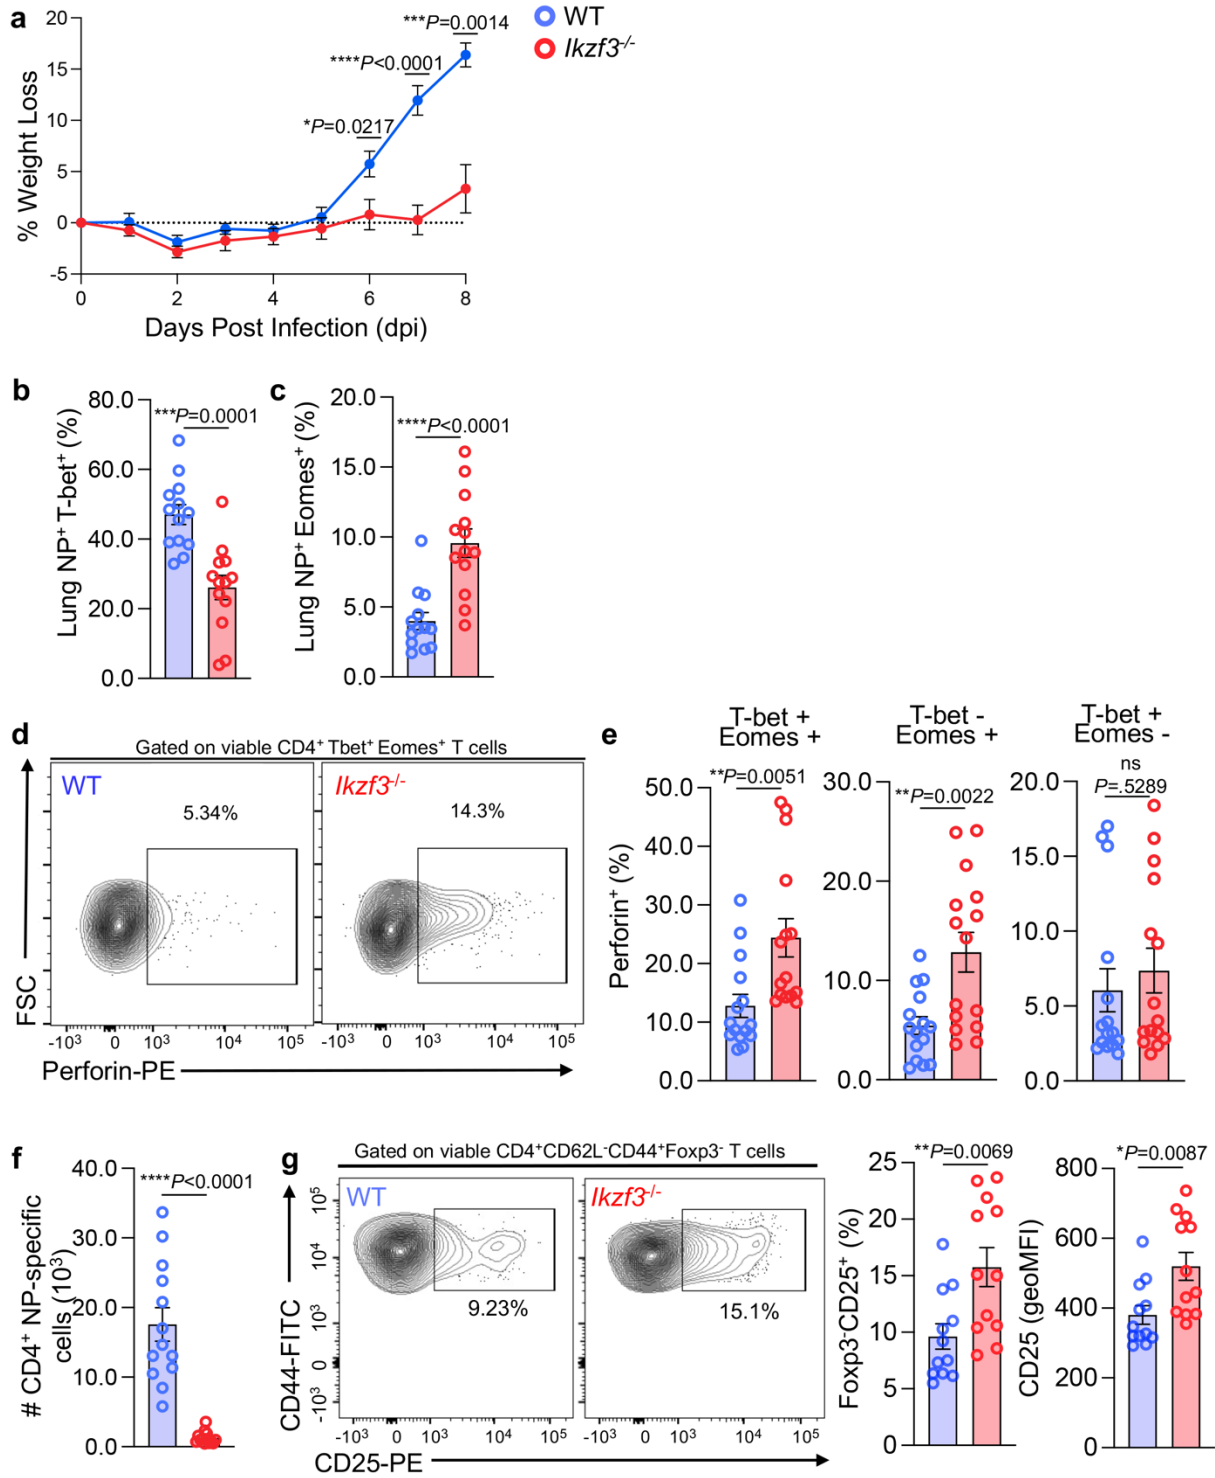 a
20
15
10
5
0
-5
% Weight Loss
0
2
4
6
8
Days Post Infection (dpi)
***P=0.0014
****P<0.0001
*P=0.0217
WT
Ikzf3-/-
b
80.0
60.0
40.0
20.0
0.0
Lung NP+ T-bet+ (%)
***P=0.0001
c
20.0
15.0
10.0
5.0
0.0
Lung NP+ Eomes+ (%)
****P<0.0001
d
Gated on viable CD4+ Tbet+ Eomes+ T cells
WT
5.34%
Ikzf3-/-
14.3%
FSC
-10³ 0 10³ 10⁴ 10⁵
-10³ 0 10³ 10⁴ 10⁵
Perforin-PE
e
T-bet +
Eomes +
**P=0.0051
50.0
40.0
30.0
20.0
10.0
0.0
Perforin+ (%)
T-bet -
Eomes +
**P=0.0022
30.0
20.0
10.0
0.0
T-bet +
Eomes -
ns
P=.5289
20.0
15.0
10.0
5.0
0.0
f
40.0
30.0
20.0
10.0
0.0
# CD4+ NP-specific
cells (10³)
****P<0.0001
g
Gated on viable CD4+CD62L-CD44+Foxp3- T cells
WT
9.23%
Ikzf3-/-
15.1%
10⁵
10⁴
10³
0
-10³
CD44-FITC
-10³ 0 10³ 10⁴ 10⁵
-10³ 0 10³ 10⁴ 10⁵
CD25-PE
**P=0.0069
25
20
15
10
5
0
Foxp3-CD25+ (%)
*P=0.0087
800
600
400
200
0
CD25 (geoMFI)